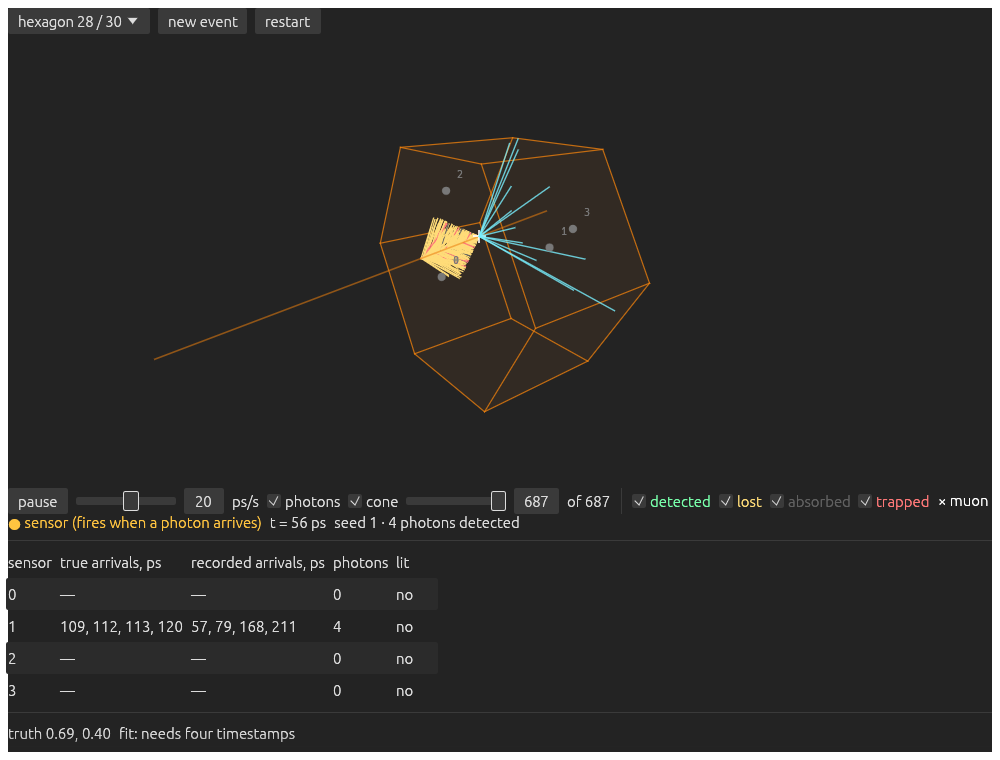 hexagon 28 / 30 new event restart
2
3
1
0
pause 20 ps/s photons cone 687 of 687 detected lost absorbed trapped × muon
sensor (fires when a photon arrives) t = 56 ps seed 1 · 4 photons detected
sensor true arrivals, ps recorded arrivals, ps photons lit
0 — — 0 no
1 109, 112, 113, 120 57, 79, 168, 211 4 no
2 — — 0 no
3 — — 0 no
truth 0.69, 0.40 fit: needs four timestamps